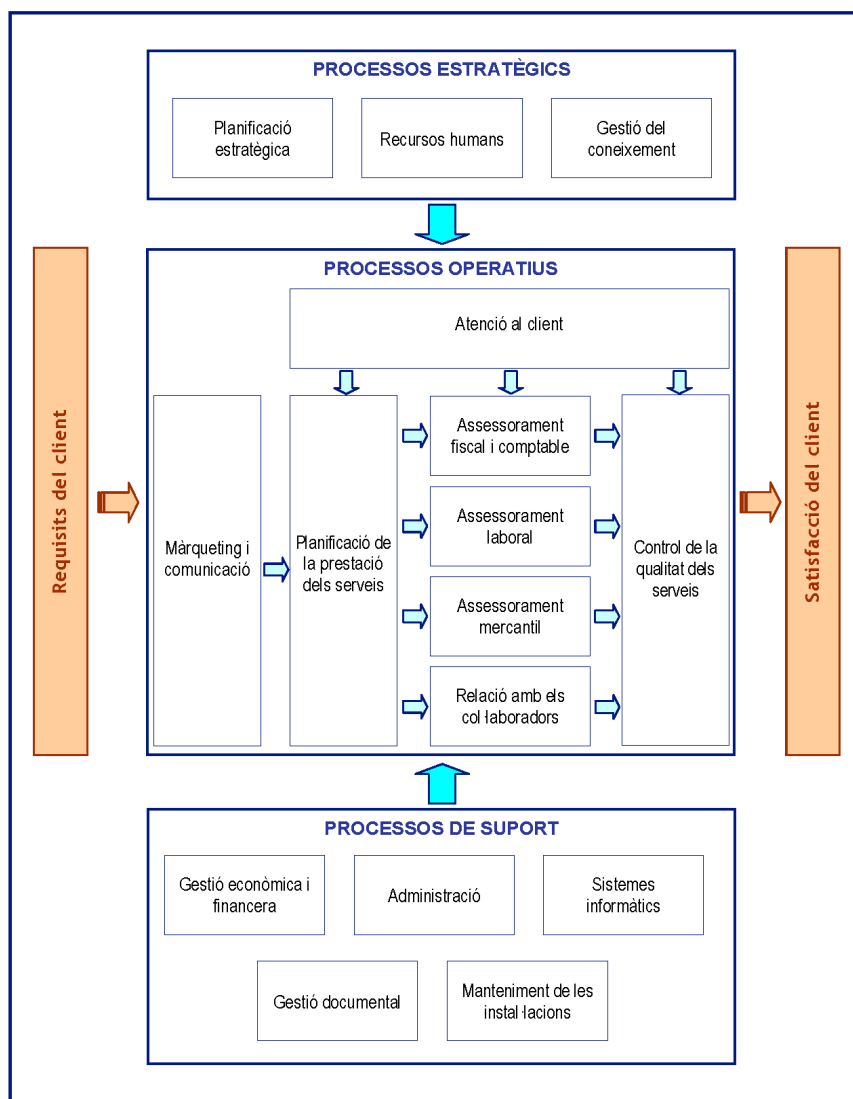 PROCESSOS ESTRATÈGICS
Planificació
estratègica
Recursos humans
Gestió del
coneixement
Requisits del client
PROCESSOS OPERATIUS
Atenció al client
Màrqueting i
comunicació
Planificació de
la prestació
dels serveis
Assessorament
fiscal i comptable
Assessorament
laboral
Assessorament
mercantil
Relació amb els
col·laboradors
Control de la
qualitat dels
serveis
Satisfacció del client
PROCESSOS DE SUPORT
Gestió econòmica i
financera
Administració
Sistemes
informàtics
Gestió documental
Manteniment de les
instal·lacions